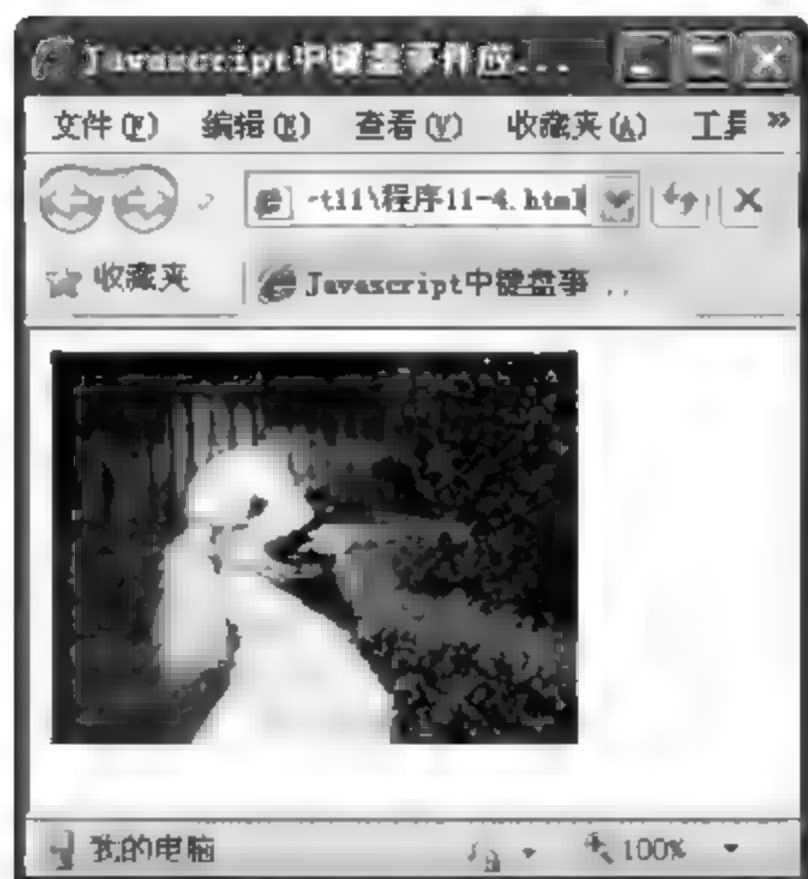 Javascript中键盘事件应...
文件(F) 编辑(E) 查看(V) 收藏夹(A) 工具 »
-t11\程序11-4.html
收藏夹 Javascript中键盘事 ..
我的电脑 100%